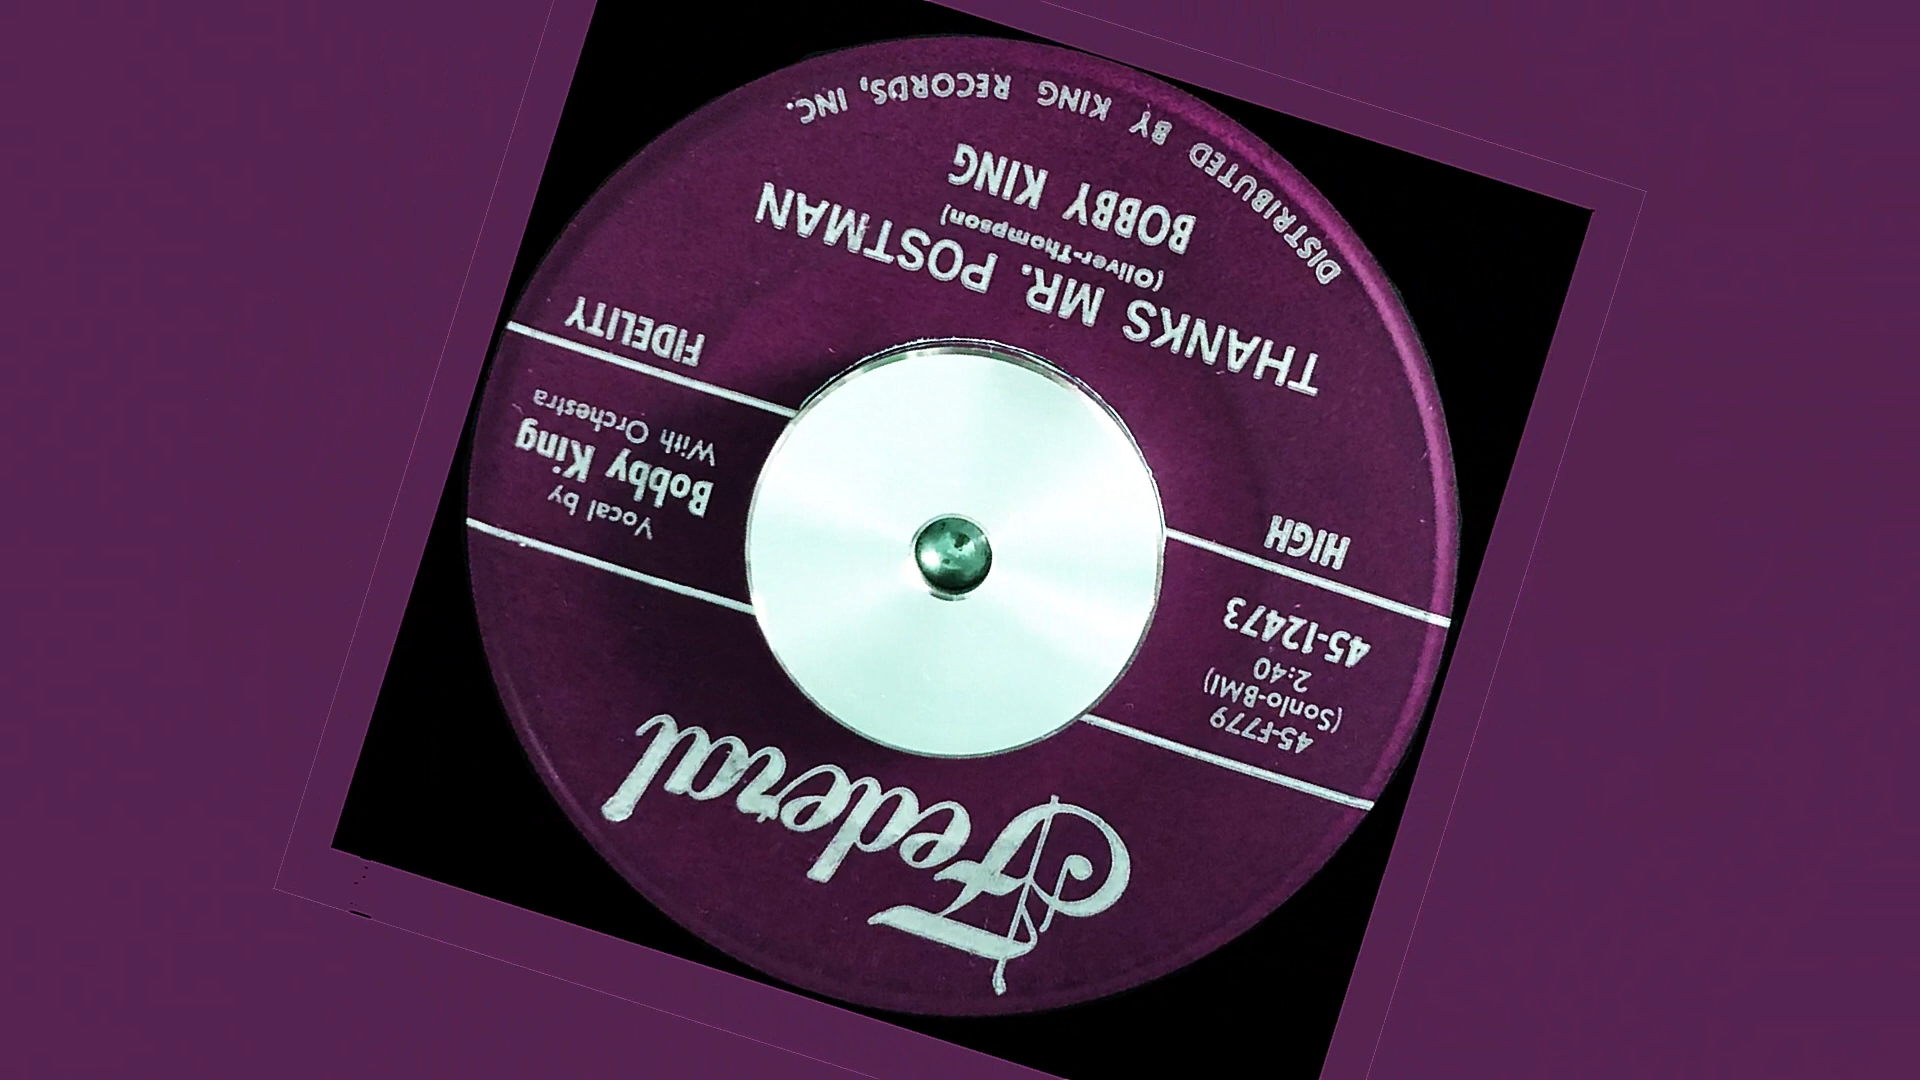 Federal
45-F779
(Sonlo-BMI)
2:40
45-12473
Vocal by
Bobby King
With Orchestra
HIGH FIDELITY
THANKS MR. POSTMAN
(Oliver-Thompson)
BOBBY KING
DISTRIBUTED BY KING RECORDS, INC.